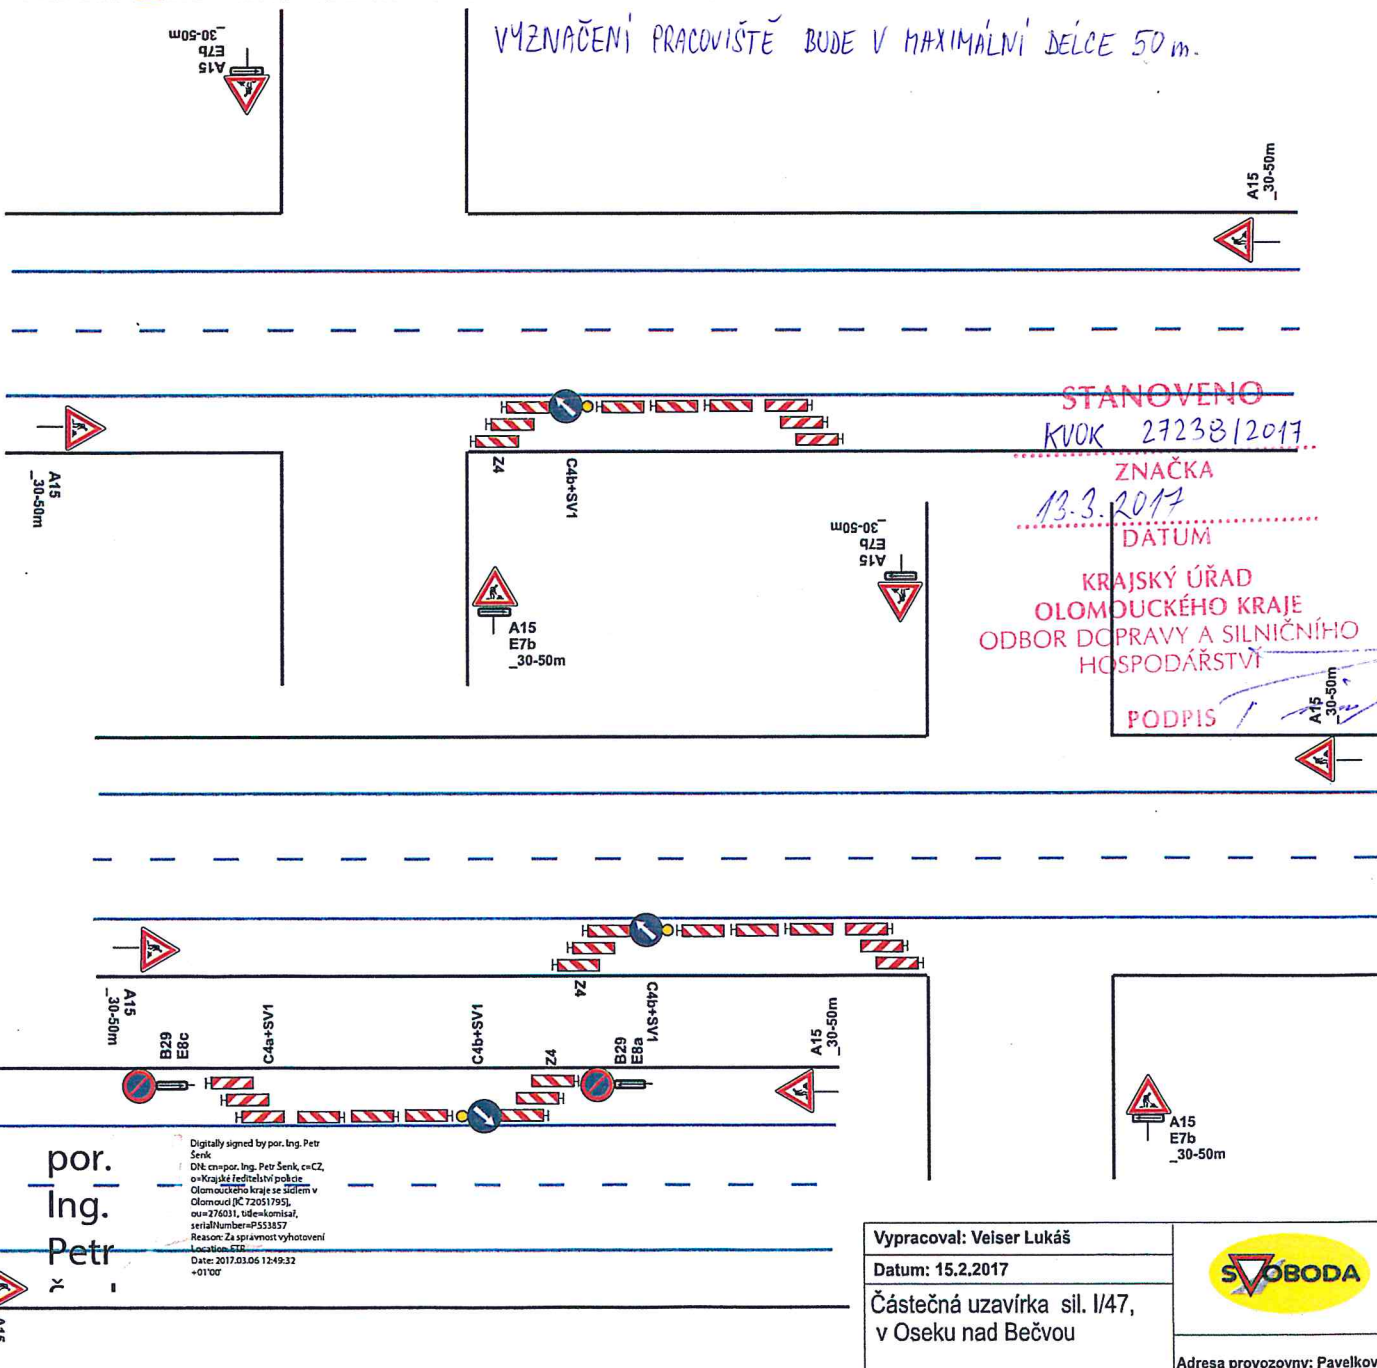 VYZNAČENÍ PRACOVIŠTĚ BUDE V MAXIMÁLNÍ DÉLCE 50 m.
A15
E7b
_30-50m
A15
_30-50m
A15
_30-50m
Z4
C4b+SV1
STANOVENO
KUOK 27238/2017
ZNAČKA
13.3.2017
DATUM
KRAJSKÝ ÚŘAD
OLOMOUCKÉHO KRAJE
ODBOR DOPRAVY A SILNIČNÍHO
HOSPODÁŘSTVÍ
PODPIS
A15
E7b
_30-50m
A15
E7b
_30-50m
A15
_30-50m
A15
_30-50m
Z4
C4b+SV1
B29
E8c
C4a+SV1
C4b+SV1
Z4
B29
E8a
A15
_30-50m
A15
E7b
_30-50m
por.
Ing.
Petr
Digitally signed by por. Ing. Petr
Šenk
DN: cn=por. Ing. Petr Šenk, c=CZ,
o=Krajské ředitelství policie
Olomouckého kraje se sídlem v
Olomouci [IČ 72051795],
ou=276031, title=komisař,
serialNumber=P553857
Reason: Za správnost vyhotovení
Location: ETŘ
Date: 2017.03.06 12:49:32
+01'00'
A15
Vypracoval: Veiser Lukáš
Datum: 15.2.2017
Částečná uzavírka sil. I/47,
v Oseku nad Bečvou
SVOBODA
Adresa provozovny: Pavelkov